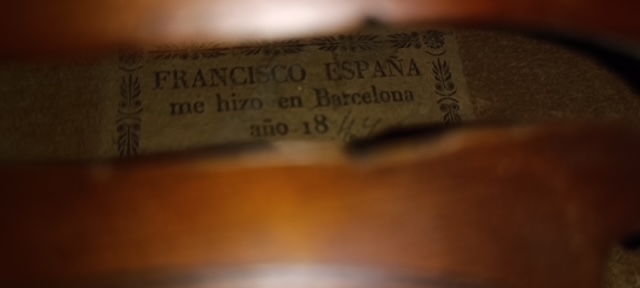 FRANCISCO ESPAÑA
me hizo en Barcelona
año 18